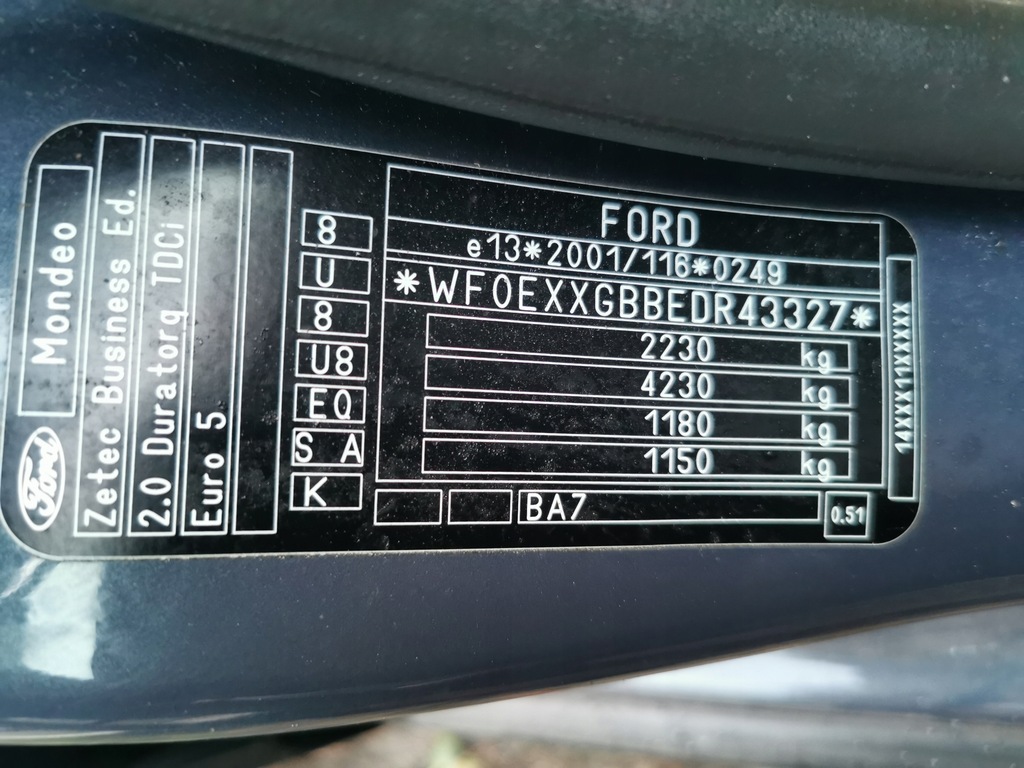 Ford
Mondeo
Zetec Business Ed.
2.0 Duratorq TDCi
Euro 5
8
U
8
U8
EQ
S A
K
FORD
e13*2001/116*0249
*WF0EXXGBBEDR43327*
2230 kg
4230 kg
1180 kg
1150 kg
BA7
0.51
14XXX11XXXXX